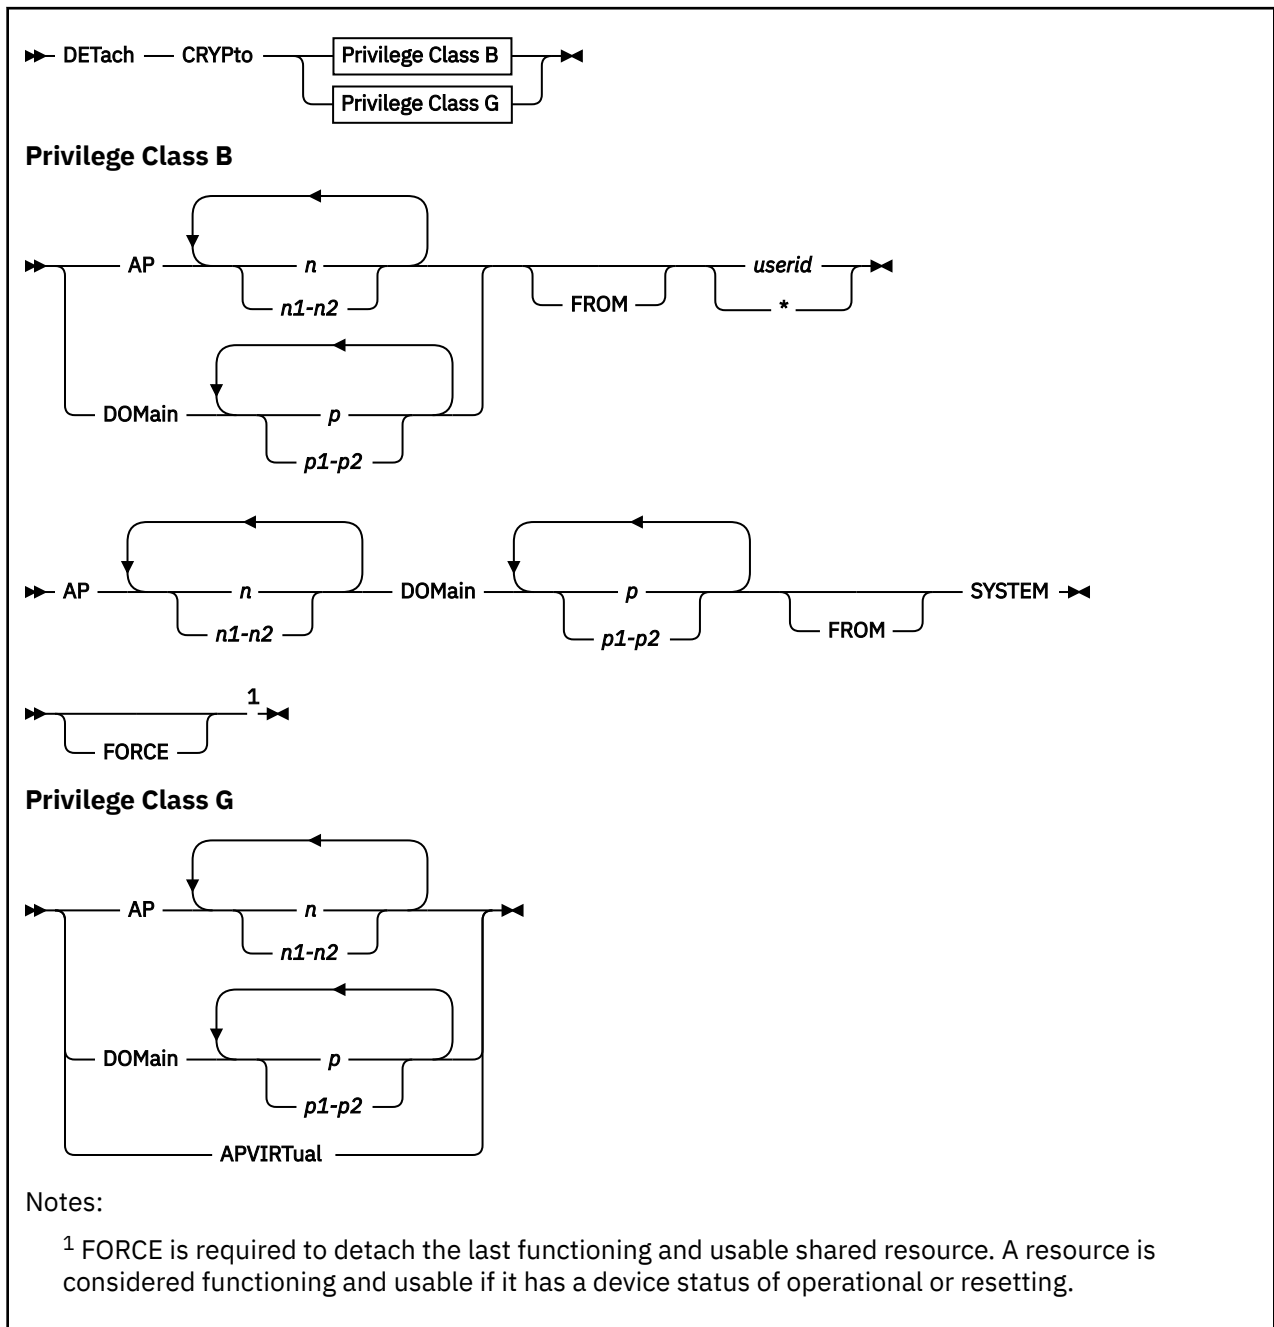 DETach CRYPto Privilege Class B
Privilege Class G
Privilege Class B
AP n userid
n1-n2 FROM *
DOMain p
p1-p2
AP n DOMain p SYSTEM
n1-n2 p1-p2 FROM
1
FORCE
Privilege Class G
AP n
n1-n2
DOMain p
p1-p2
APVIRTual
Notes:
1 FORCE is required to detach the last functioning and usable shared resource. A resource is
considered functioning and usable if it has a device status of operational or resetting.